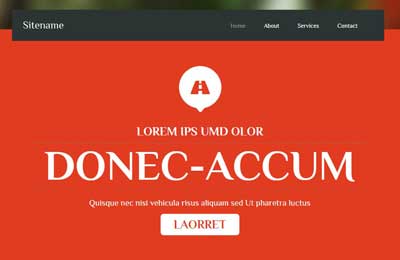 Sitename
Home About Services Contact
LOREM IPS UMD OLOR
DONEC-ACCUM
Quisque nec nisl vehicula risus aliquam sed Ut pharetra luctus
LAORRET